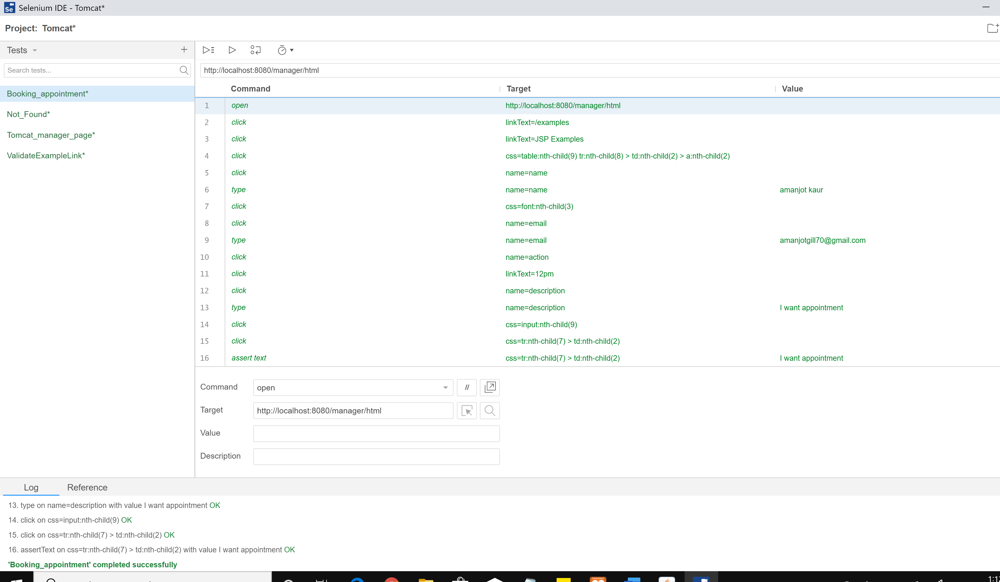 Selenium IDE - Tomcat*
Project: Tomcat*
Tests
Search tests...
http://localhost:8080/manager/html
Command Target Value
Booking_appointment*
Not_Found*
Tomcat_manager_page*
ValidateExampleLink*
1 open http://localhost:8080/manager/html
2 click linkText=/examples
3 click linkText=JSP Examples
4 click css=table:nth-child(9) tr:nth-child(8) > td:nth-child(2) > a:nth-child(2)
5 click name=name
6 type name=name amanjot kaur
7 click css=font:nth-child(3)
8 click name=email
9 type name=email amanjotgill70@gmail.com
10 click name=action
11 click linkText=12pm
12 click name=description
13 type name=description I want appointment
14 click css=input:nth-child(9)
15 click css=tr:nth-child(7) > td:nth-child(2)
16 assert text css=tr:nth-child(7) > td:nth-child(2) I want appointment
Command open //
Target http://localhost:8080/manager/html
Value
Description
Log Reference
13. type on name=description with value I want appointment OK
14. click on css=input:nth-child(9) OK
15. click on css=tr:nth-child(7) > td:nth-child(2) OK
16. assertText on css=tr:nth-child(7) > td:nth-child(2) with value I want appointment OK
'Booking_appointment' completed successfully